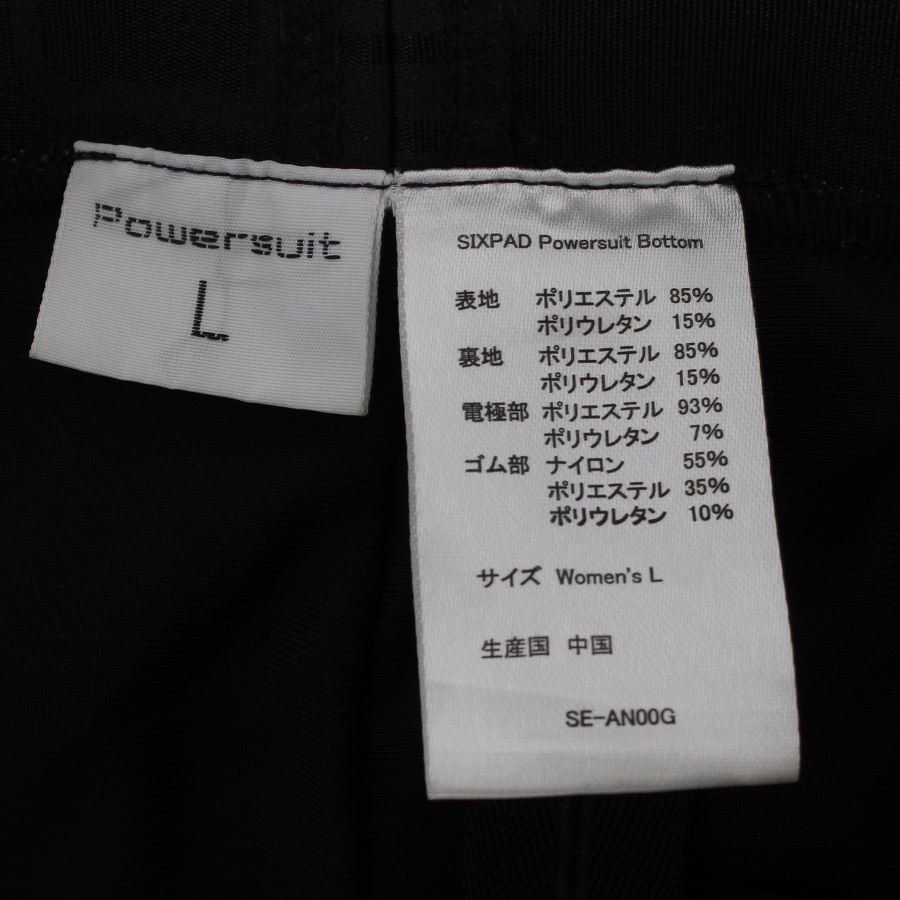 Powersuit
L
SIXPAD Powersuit Bottom
表地 ポリエステル 85%
ポリウレタン 15%
裏地 ポリエステル 85%
ポリウレタン 15%
電極部 ポリエステル 93%
ポリウレタン 7%
ゴム部 ナイロン 55%
ポリエステル 35%
ポリウレタン 10%
サイズ Women's L
生産国 中国
SE-AN00G